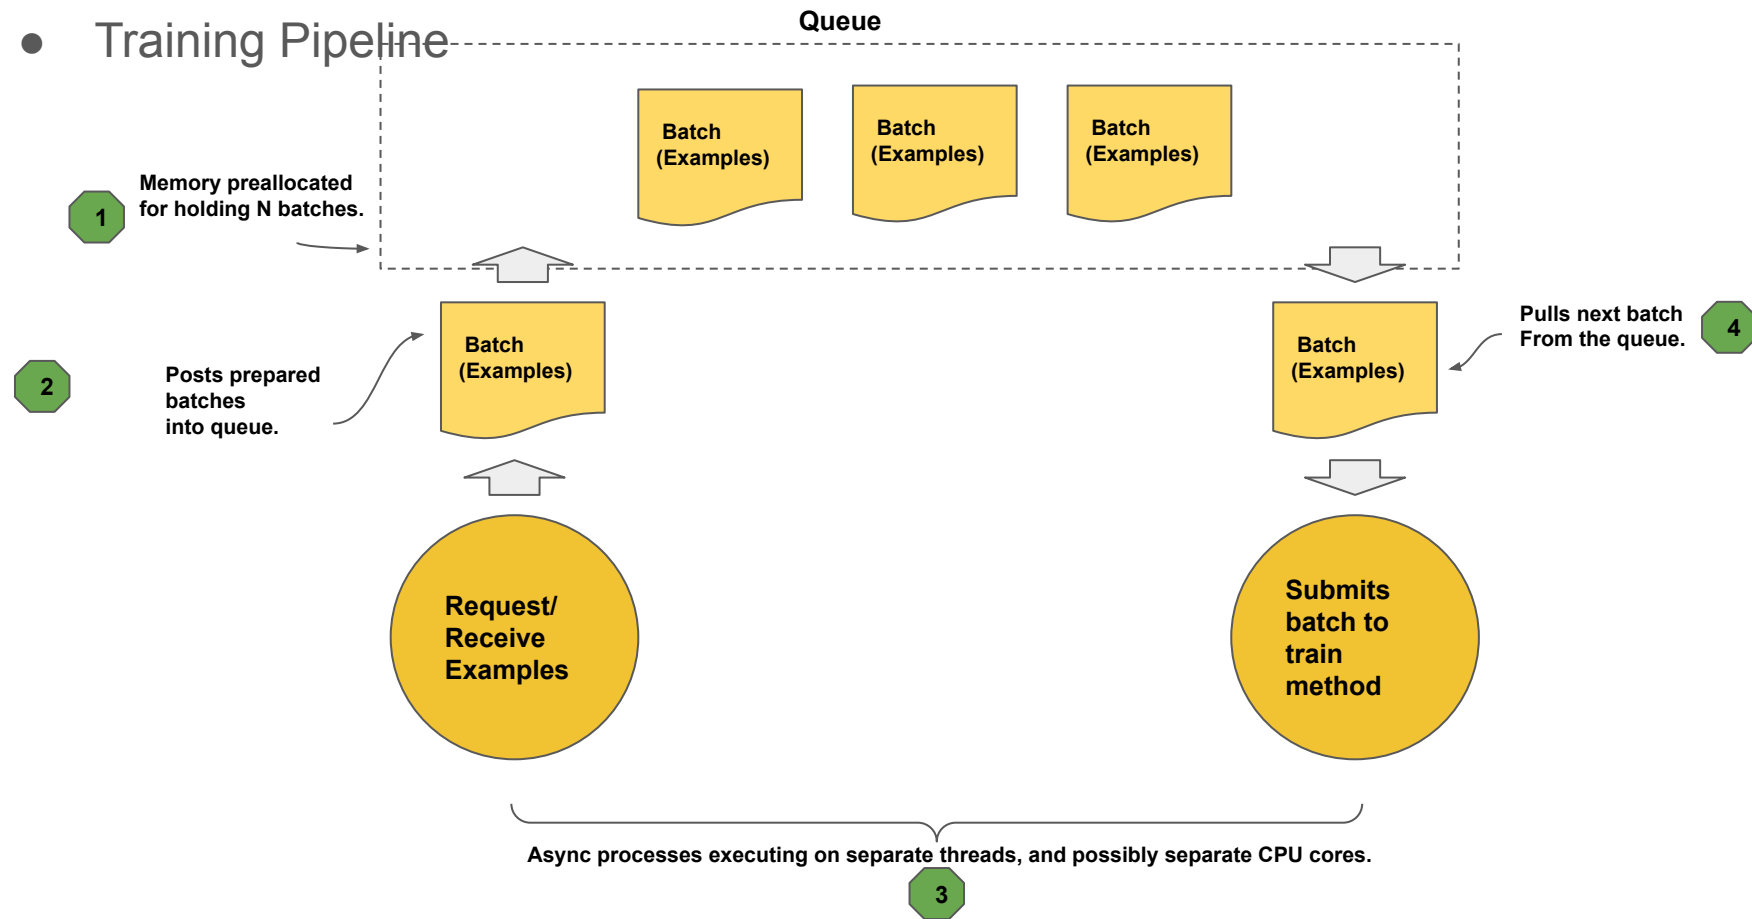 Queue
● Training Pipeline
Batch
(Examples)
Batch
(Examples)
Batch
(Examples)
1
Memory preallocated
for holding N batches.
2
Posts prepared
batches
into queue.
Batch
(Examples)
Batch
(Examples)
Pulls next batch
From the queue.
4
Request/
Receive
Examples
Submits
batch to
train
method
Async processes executing on separate threads, and possibly separate CPU cores.
3